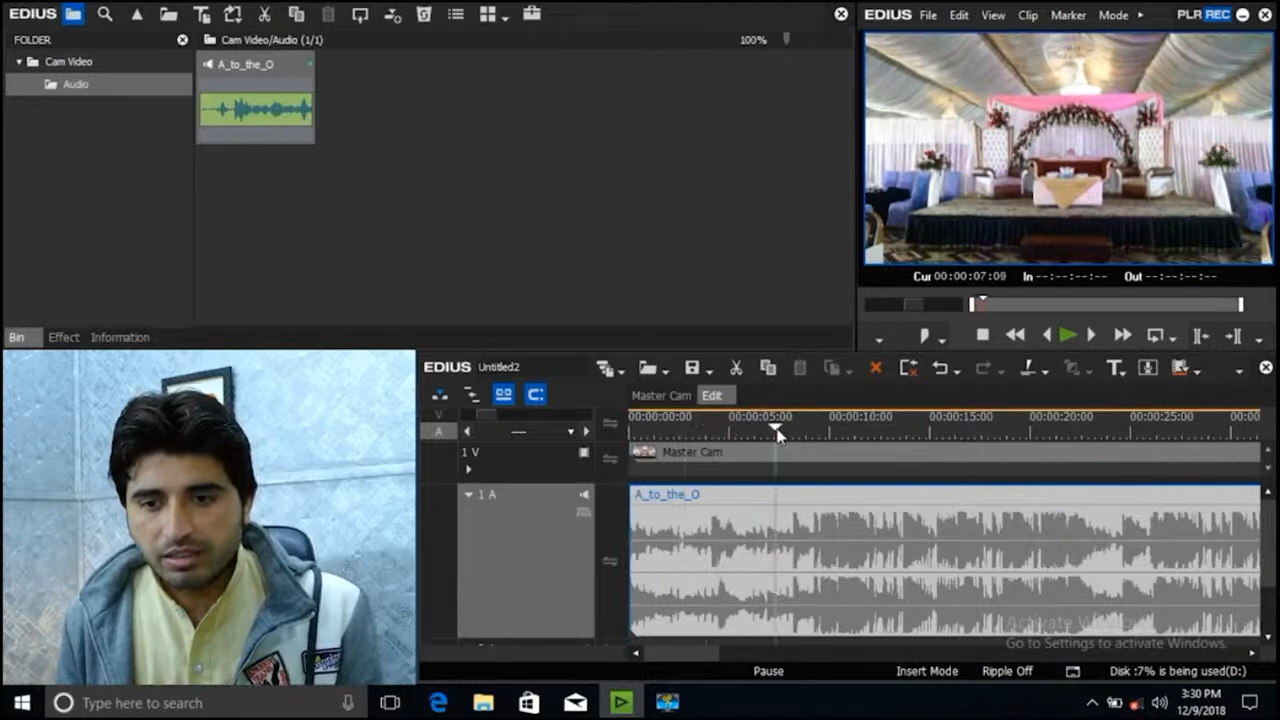 EDIUS
EDIUS File Edit View Clip Marker Mode PLR REC
FOLDER
Cam Video/Audio (1/1)
100%
Cam Video
Audio
A_to_the_O
Cur 00:00:07:09 In --:--:--:-- Out --:--:--:--
Bin Effect Information
EDIUS Untitled2
Master Cam Edit
V
A
----
00:00:00:00 00:00:05:00 00:00:10:00 00:00:15:00 00:00:20:00 00:00:25:00 00:00
1 V
Master Cam
1 A
A_to_the_O
Activate Windows
Go to Settings to activate Windows.
Pause Insert Mode Ripple Off Disk :7% is being used(D:)
Type here to search
3:30 PM
12/9/2018